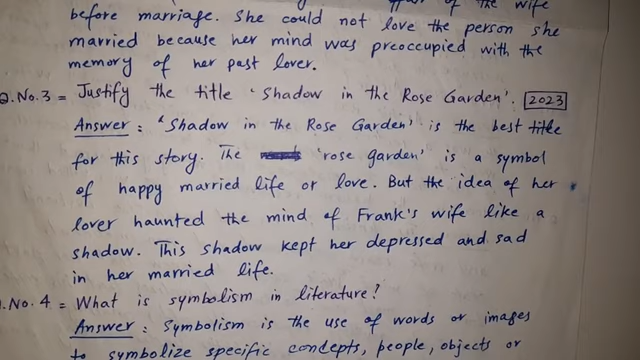 of the wife
before marriage. She could not love the person she
married because her mind was preoccupied with the
memory of her past lover.
Q.No.3 = Justify the title 'Shadow in the Rose Garden'. 2023
Answer : 'Shadow in the Rose Garden' is the best title
for this story. The 'rose garden' is a symbol
of happy married life or love. But the idea of her
lover haunted the mind of Frank's wife like a
shadow. This shadow kept her depressed and sad
in her married life.
.No. 4 = What is symbolism in literature?
Answer : Symbolism is the use of words or images
to symbolize specific concepts, people, objects or